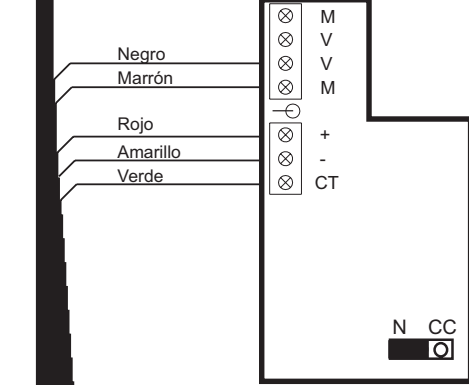 M
V
Negro V
Marrón M
Rojo +
Amarillo -
Verde CT
N CC